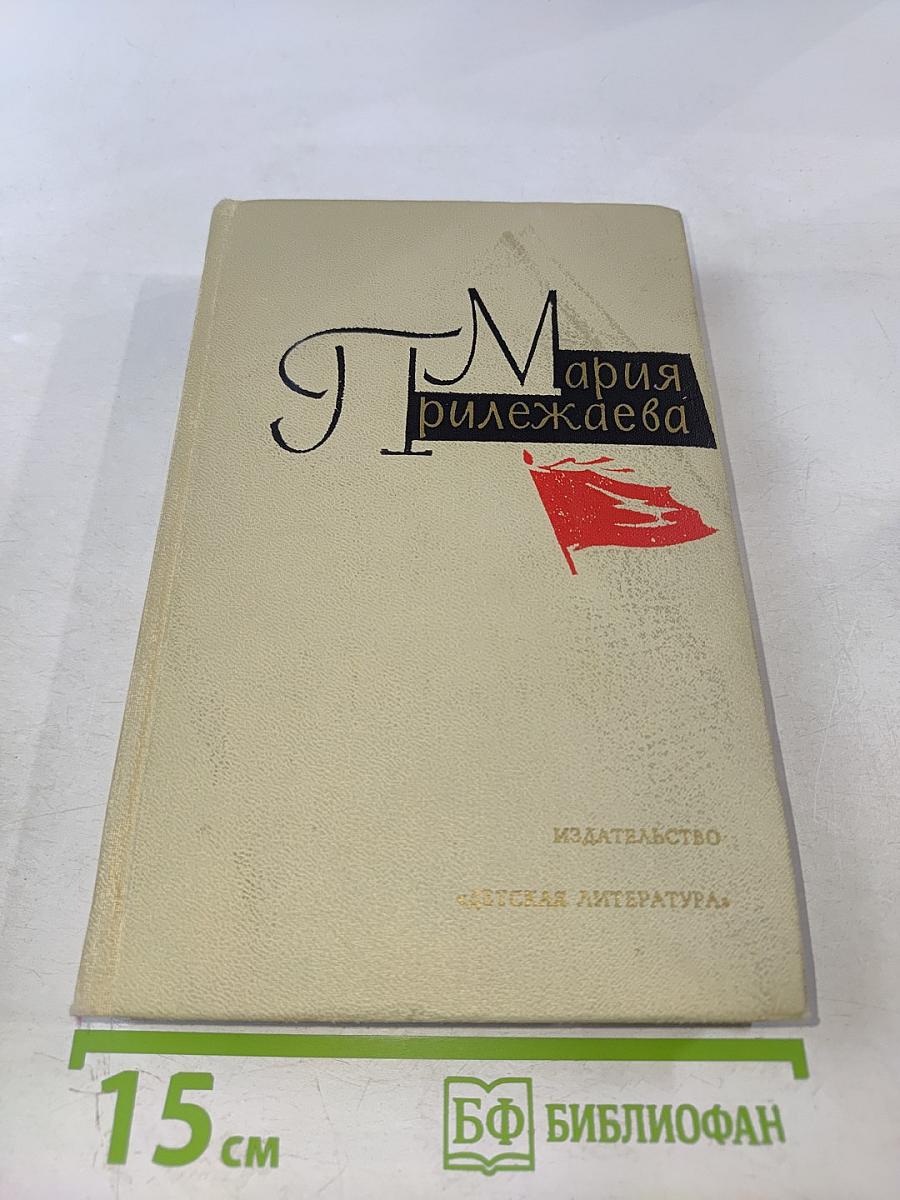 Мария
Прилежаева
ИЗДАТЕЛЬСТВО
«ДЕТСКАЯ ЛИТЕРАТУРА»
15 см
БФ БИБЛИОФАН